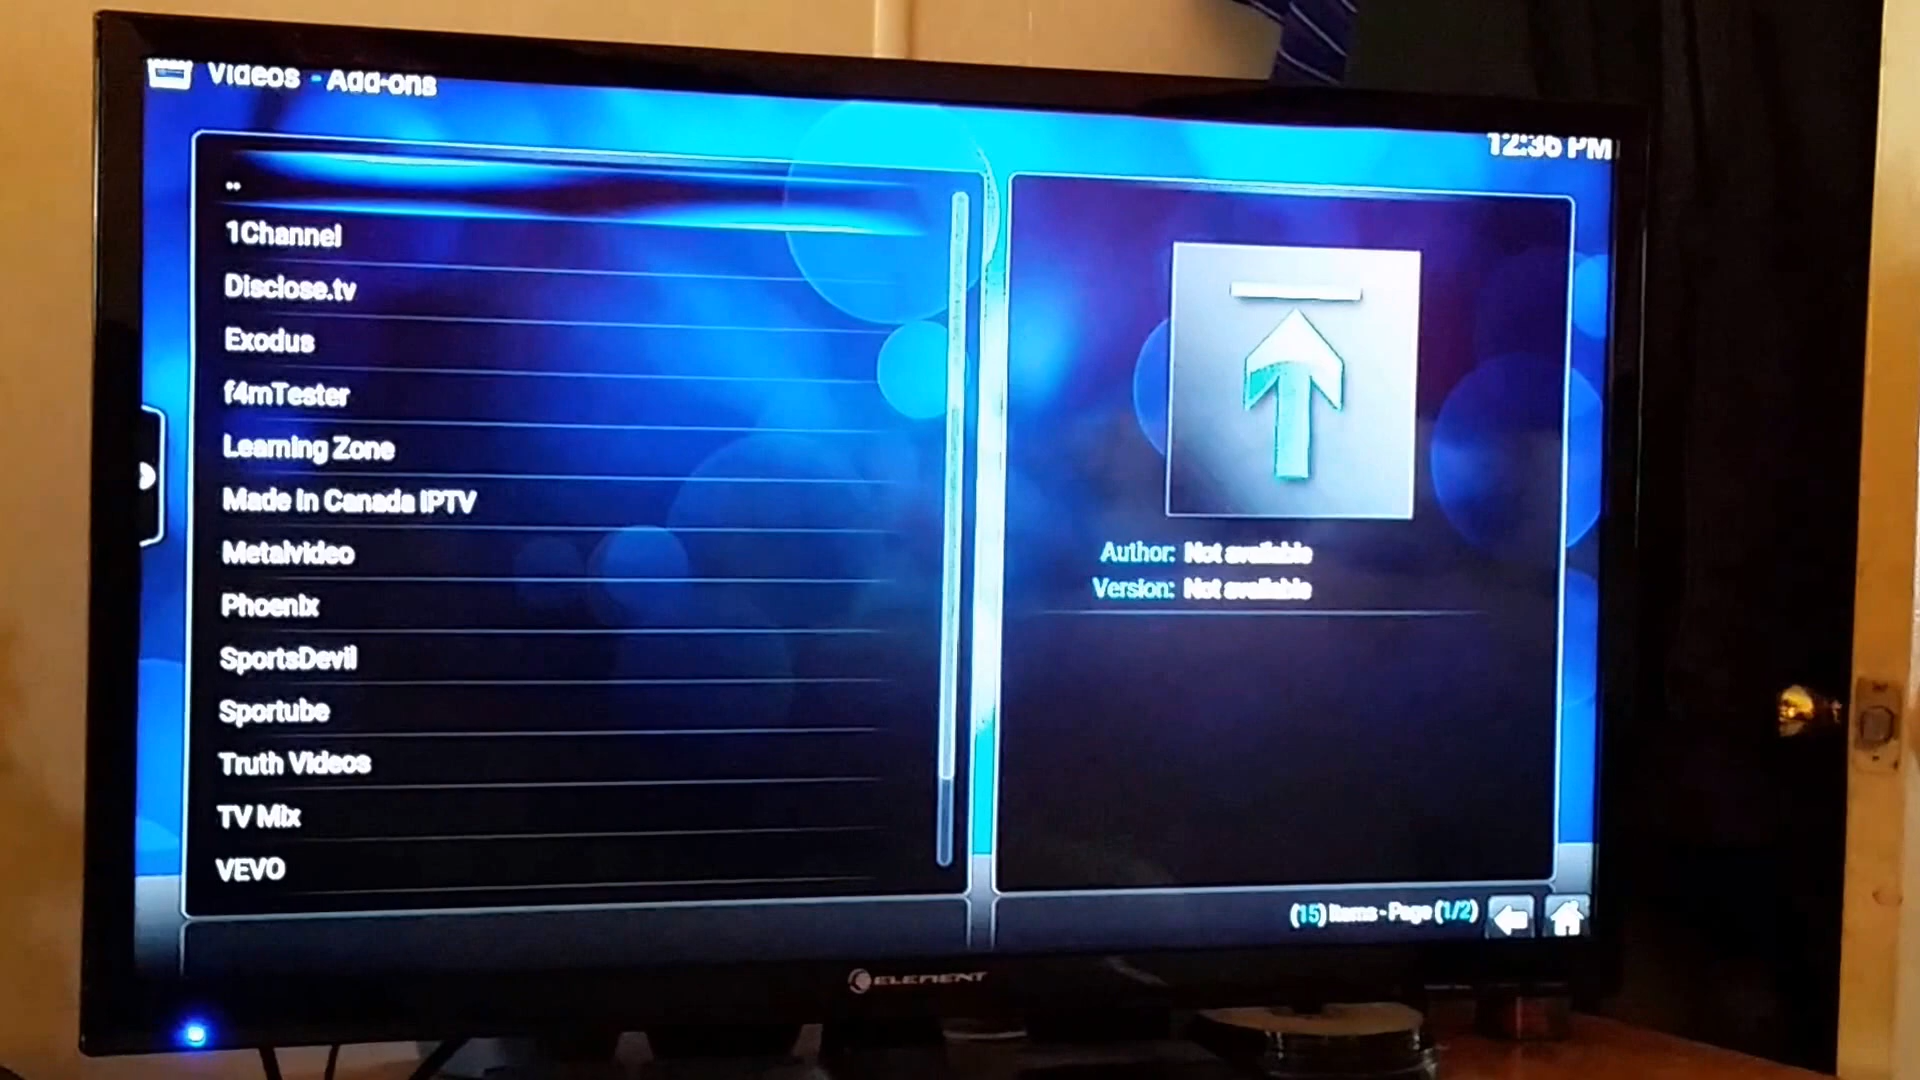 Videos - Add-ons
12:36 PM
..
1Channel
Disclose.tv
Exodus
f4mTester
Learning Zone
Made In Canada IPTV
Metalvideo
Phoenix
SportsDevil
Sportube
Truth Videos
TV Mix
VEVO
Author: Not available
Version: Not available
(15) Items - Page (1/2)
ELEMENT